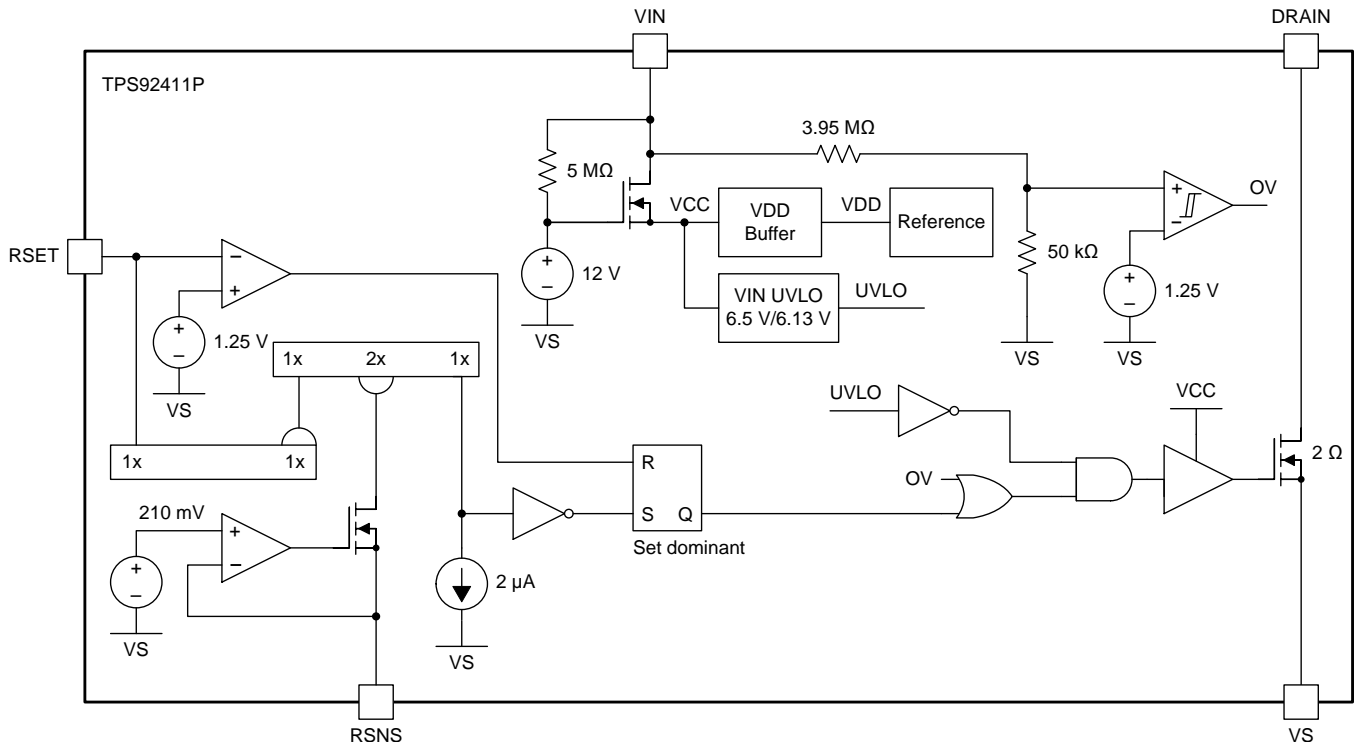 VIN
DRAIN
TPS92411P
3.95 MΩ
5 MΩ
OV
+
−
VCC
VDD
Buffer
VDD
Reference
RSET
−
+
12 V
+
−
50 kΩ
1.25 V
+
−
VIN UVLO
6.5 V/6.13 V
UVLO
1.25 V
+
−
1x
2x
1x
VS
VS
VS
VS
UVLO
VCC
1x
1x
R
2 Ω
OV
210 mV
S
Q
+
−
Set dominant
+
−
2 µA
VS
VS
RSNS
VS